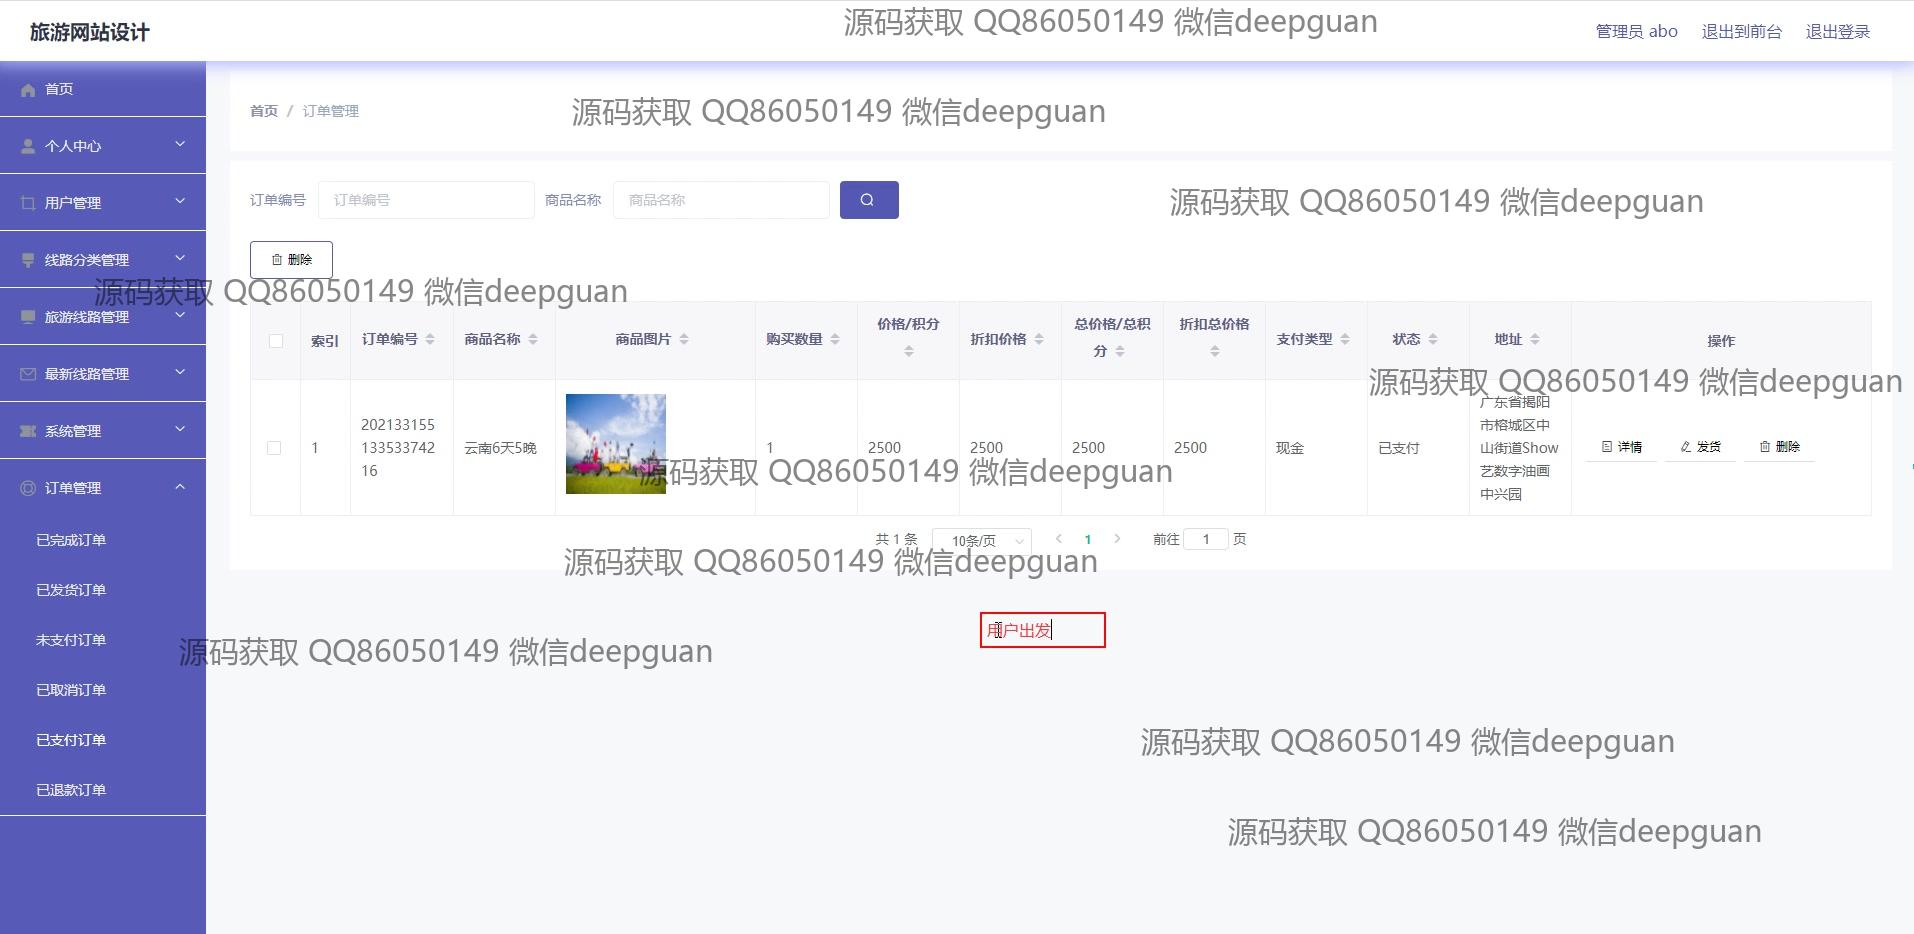 旅游网站设计
源码获取 QQ86050149 微信deepguan
管理员 abo 退出到前台 退出登录
首页
个人中心
用户管理
线路分类管理
旅游线路管理
最新线路管理
系统管理
订单管理
已完成订单
已发货订单
未支付订单
已取消订单
已支付订单
已退款订单
首页 / 订单管理
源码获取 QQ86050149 微信deepguan
订单编号 订单编号 商品名称 商品名称
源码获取 QQ86050149 微信deepguan
删除
源码获取 QQ86050149 微信deepguan
索引 订单编号 商品名称 商品图片 购买数量 价格/积分 折扣价格 总价格/总积分 折扣总价格 支付类型 状态 地址 操作
源码获取 QQ86050149 微信deepguan
1
202133155
133533742
16
云南6天5晚
1 2500 2500 2500 2500 现金 已支付
广东省揭阳
市榕城区中
山街道Show
艺数字油画
中兴园
详情 发货 删除
源码获取 QQ86050149 微信deepguan
共 1 条 10条/页 1 前往 1 页
源码获取 QQ86050149 微信deepguan
用户出发
源码获取 QQ86050149 微信deepguan
源码获取 QQ86050149 微信deepguan
源码获取 QQ86050149 微信deepguan